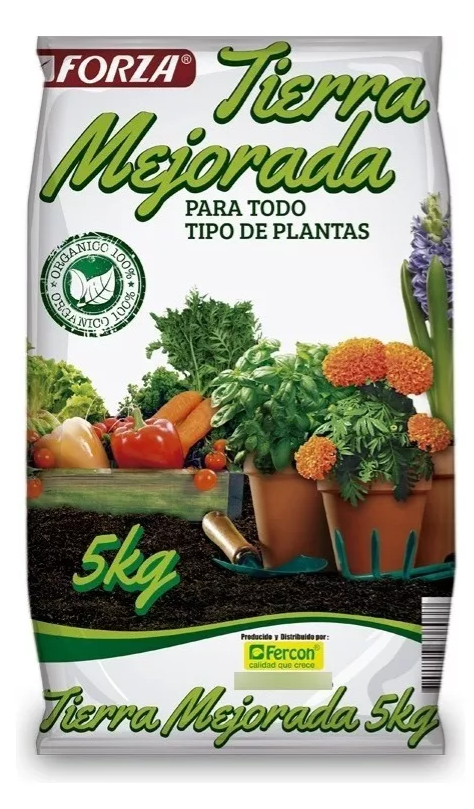 FORZA®
Tierra
Mejorada
PARA TODO
TIPO DE PLANTAS
ORGANICO 100%
ORGANICO 100%
5kg
Producido y Distribuido por:
Fercon®
calidad que crece
Tierra Mejorada 5kg